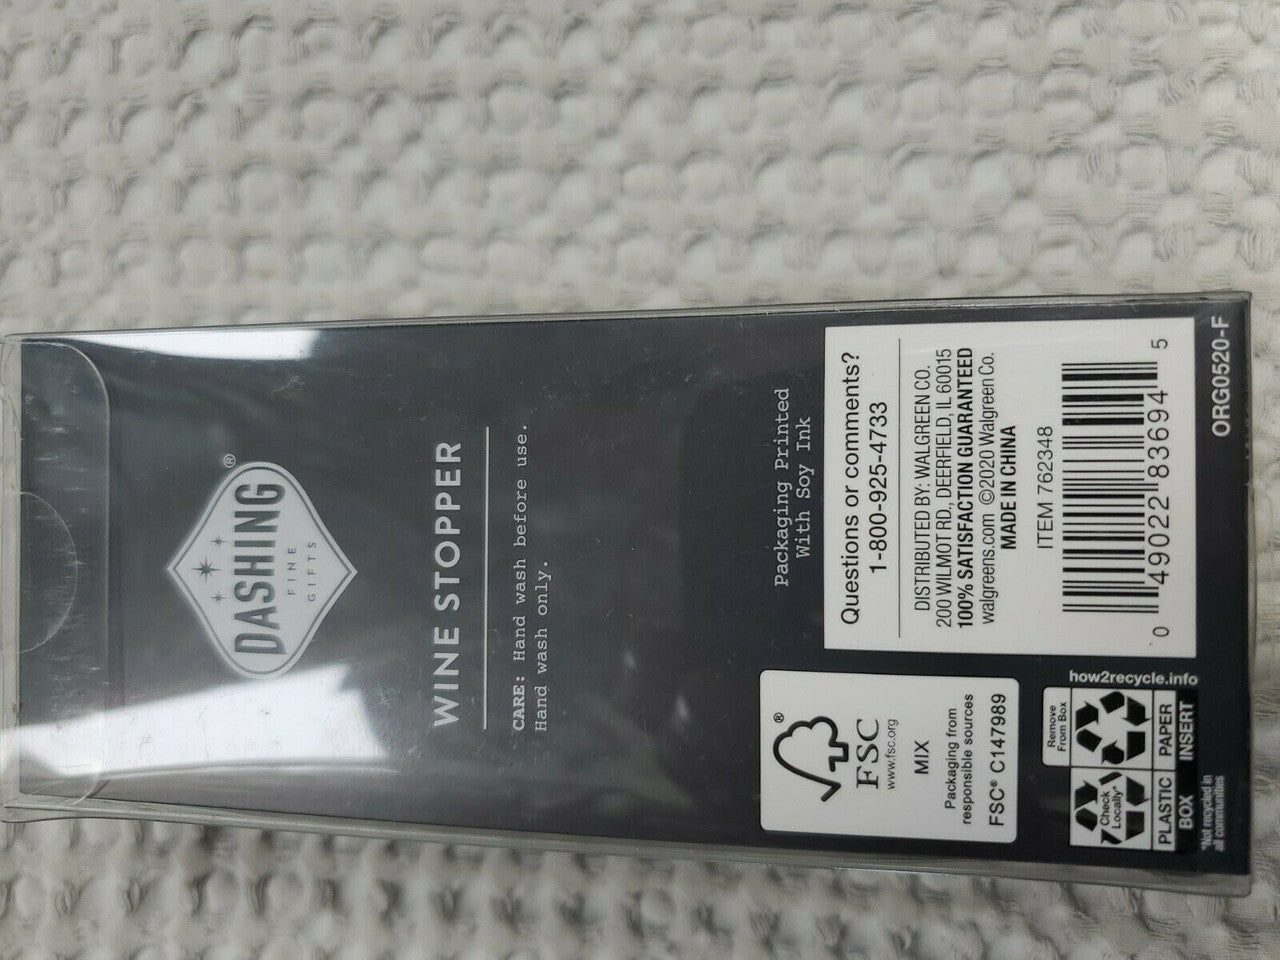 DASHING®
FINE
GIFTS
WINE STOPPER
CARE: Hand wash before use.
Hand wash only.
Packaging Printed
With Soy Ink
Questions or comments?
1-800-925-4733
DISTRIBUTED BY: WALGREEN CO.
200 WILMOT RD., DEERFIELD, IL 60015
100% SATISFACTION GUARANTEED
walgreens.com ©2020 Walgreen Co.
MADE IN CHINA
ITEM 762348
0 49022 83694 5
ORG0520-F
®
FSC
www.fsc.org
MIX
Packaging from
responsible sources
FSC® C147989
how2recycle.info
Remove
From Box
Check
Locally*
PLASTIC
BOX
PAPER
INSERT
*Not recycled in
all communities